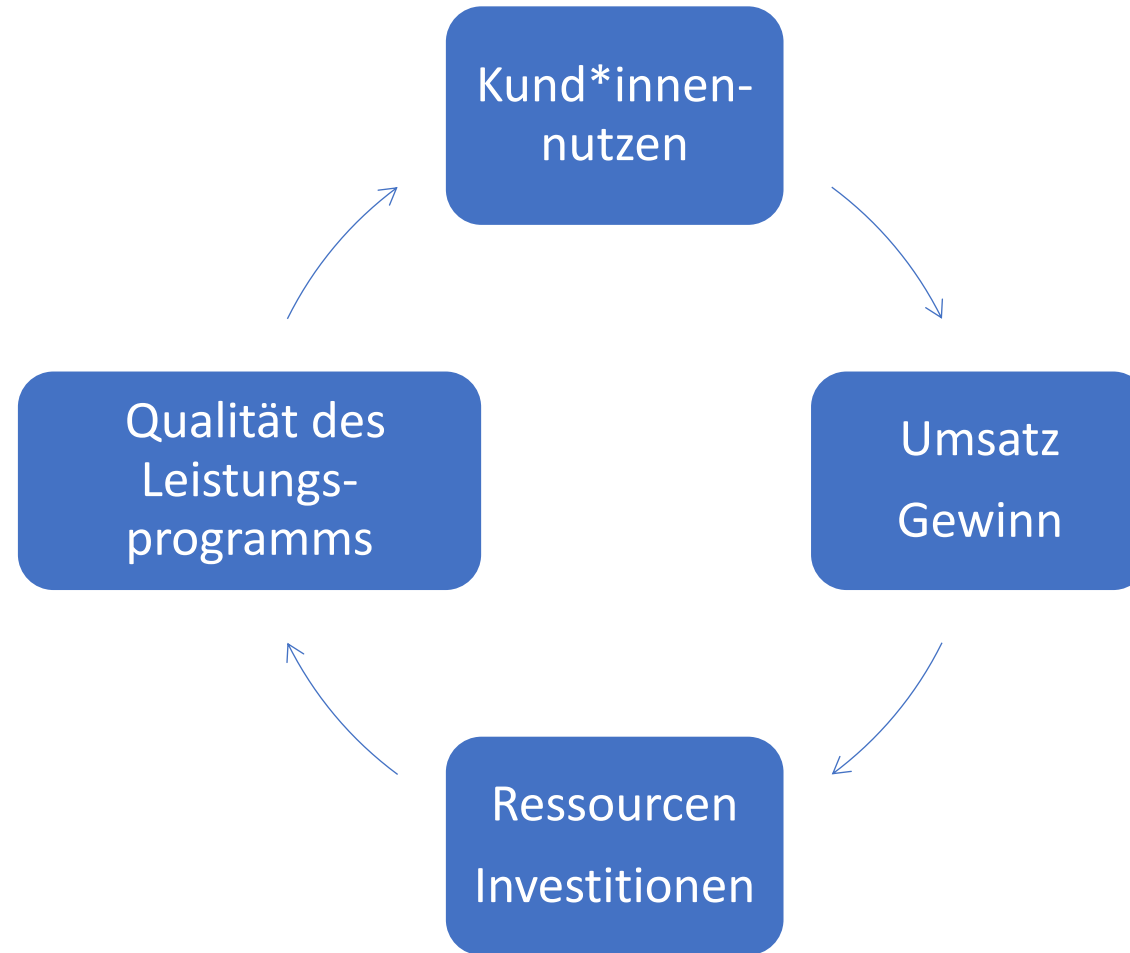 Kund*innen-
nutzen
Qualität des
Leistungs-
programms
Umsatz
Gewinn
Ressourcen
Investitionen